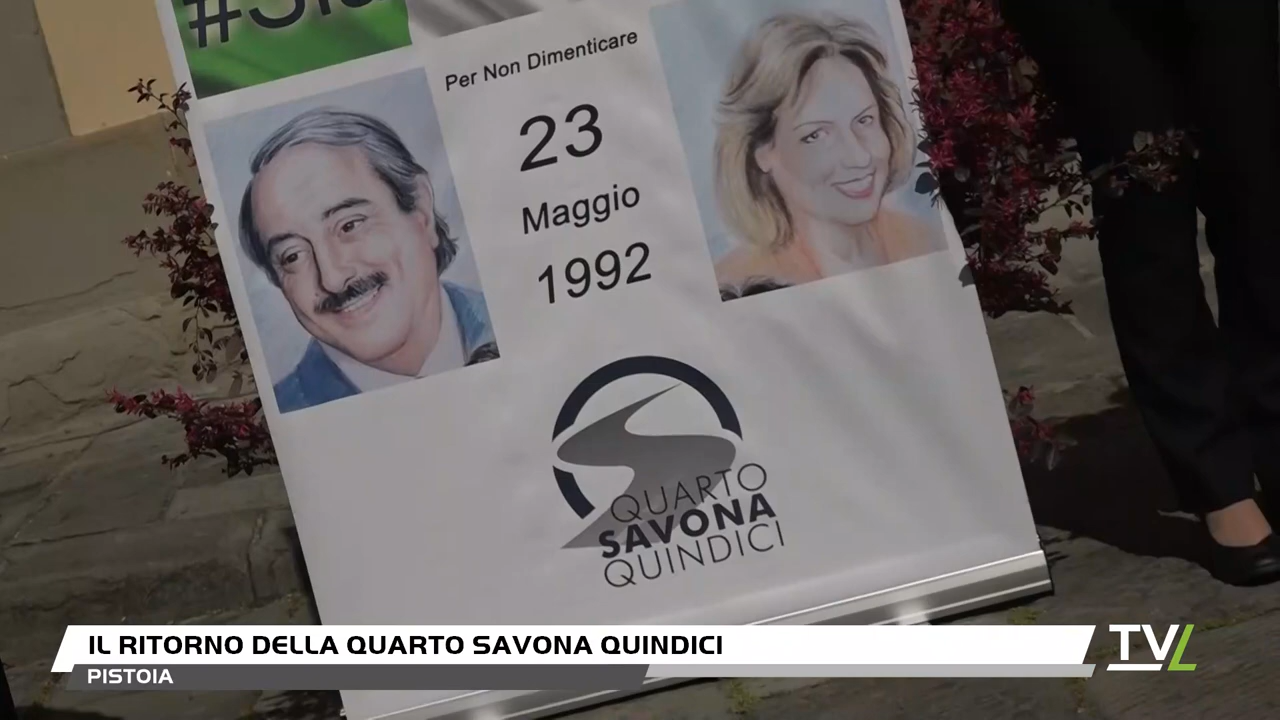 Per Non Dimenticare
23
Maggio
1992
QUARTO
SAVONA
QUINDICI
IL RITORNO DELLA QUARTO SAVONA QUINDICI
PISTOIA
TVL